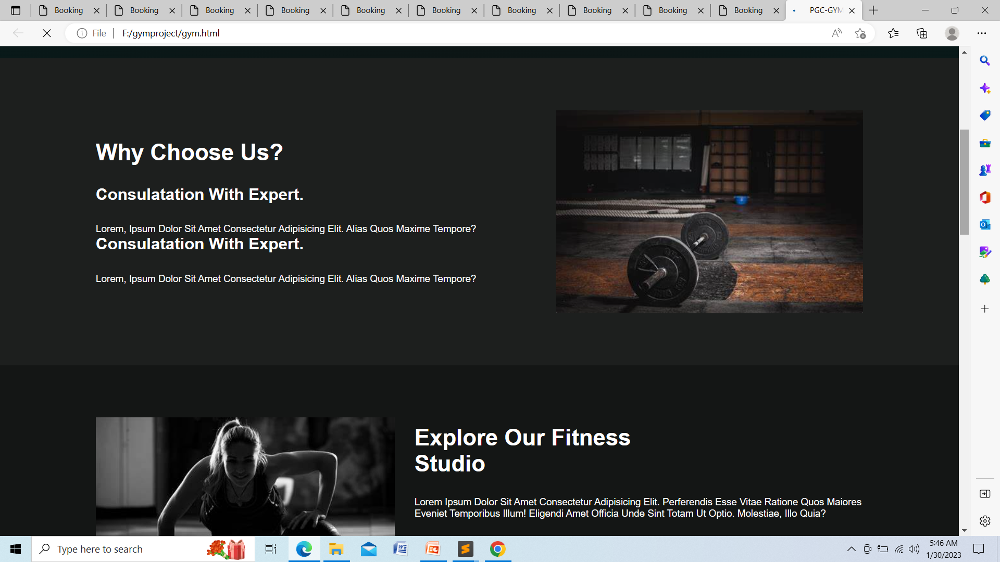 Booking
Booking
Booking
Booking
Booking
Booking
Booking
Booking
Booking
Booking
PGC-GYM
File
F:/gymproject/gym.html
Why Choose Us?
Consulatation With Expert.
Lorem, Ipsum Dolor Sit Amet Consectetur Adipisicing Elit. Alias Quos Maxime Tempore?
Consulatation With Expert.
Lorem, Ipsum Dolor Sit Amet Consectetur Adipisicing Elit. Alias Quos Maxime Tempore?
Explore Our Fitness
Studio
Lorem Ipsum Dolor Sit Amet Consectetur Adipisicing Elit. Perferendis Esse Vitae Ratione Quos Maiores
Eveniet Temporibus Illum! Eligendi Amet Officia Unde Sint Totam Ut Optio. Molestiae, Illo Quia?
Type here to search
5:46 AM
1/30/2023